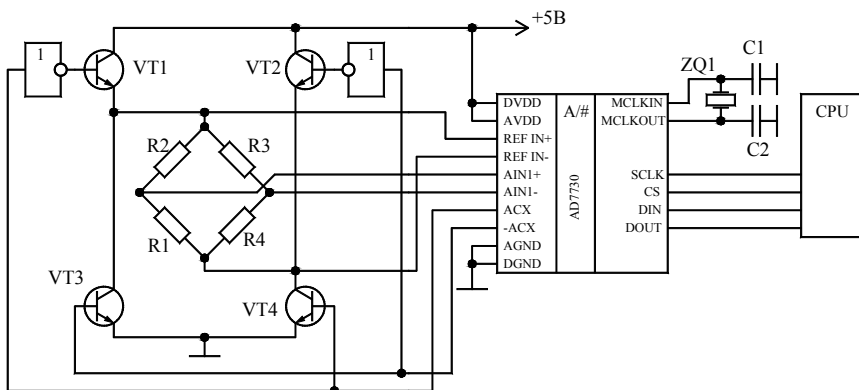 +5В
1
VT1
VT2
1
ZQ1
C1
C2
R2
R3
R1
R4
VT3
VT4
DVDD
AVDD
REF IN+
REF IN-
AIN1+
AIN1-
ACX
-ACX
AGND
DGND
A/#
AD7730
MCLKIN
MCLKOUT
SCLK
CS
DIN
DOUT
CPU